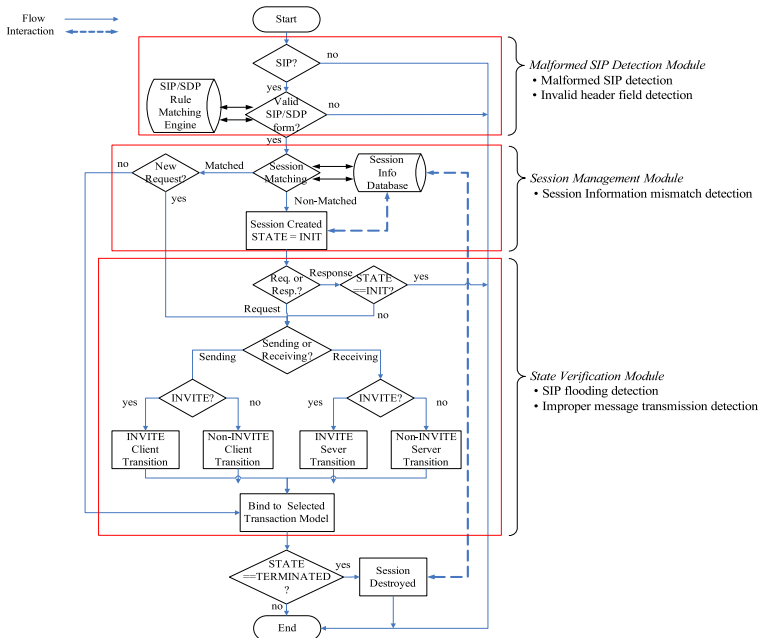 Flow
Interaction
Start
SIP?
no
yes
SIP/SDP
Rule
Matching
Engine
Valid
SIP/SDP
form?
no
yes
Malformed SIP Detection Module
• Malformed SIP detection
• Invalid header field detection
no
New
Request?
Matched
Session
Matching
Session
Info
Database
yes
Non-Matched
Session Created
STATE = INIT
Session Management Module
• Session Information mismatch detection
Req. or
Resp.?
Response
STATE
==INIT?
yes
Request
no
Sending or
Receiving?
Sending
Receiving
INVITE?
yes
no
INVITE?
yes
no
INVITE
Client
Transition
Non-INVITE
Client
Transition
INVITE
Sever
Transition
Non-INVITE
Server
Transition
Bind to Selected
Transaction Model
State Verification Module
• SIP flooding detection
• Improper message transmission detection
STATE
==TERMINATED
?
yes
Session
Destroyed
no
End